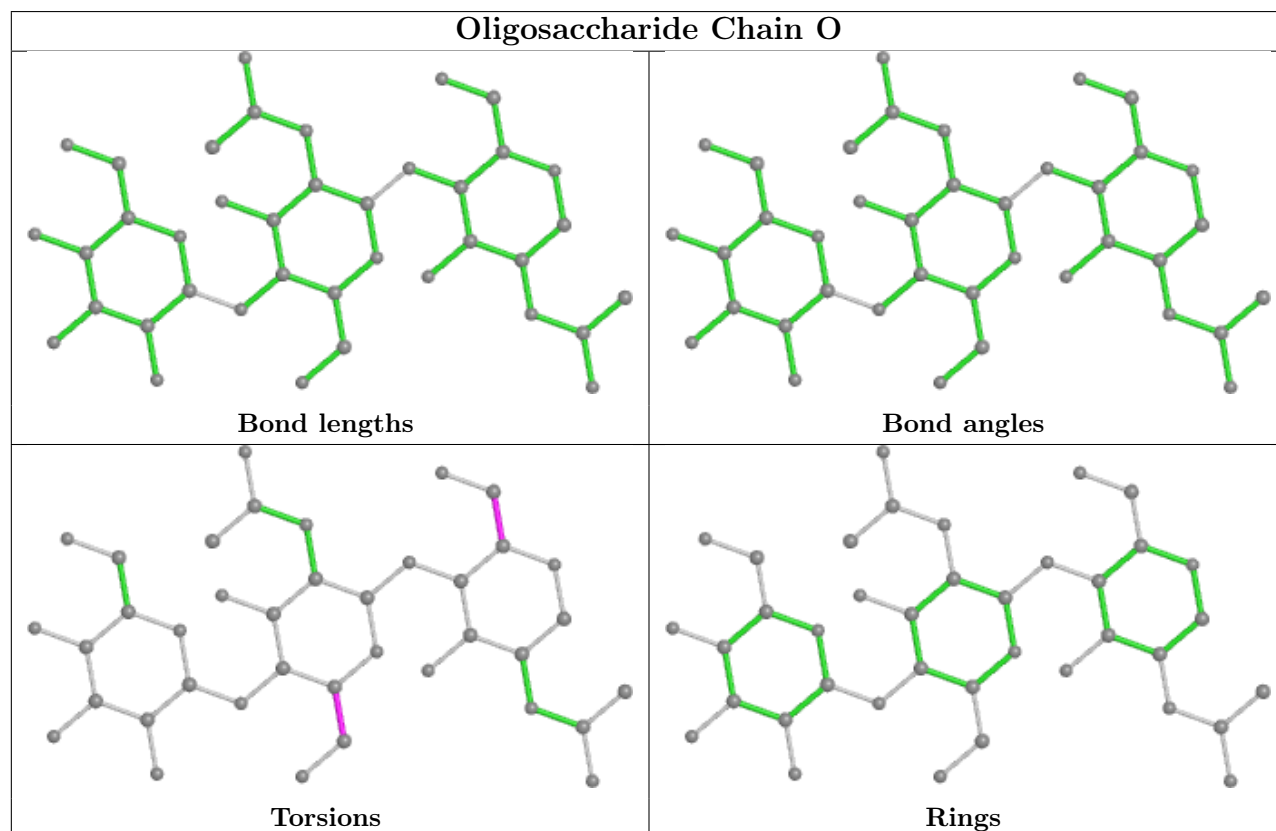 Oligosaccharide Chain O
Bond lengths
Bond angles
Torsions
Rings